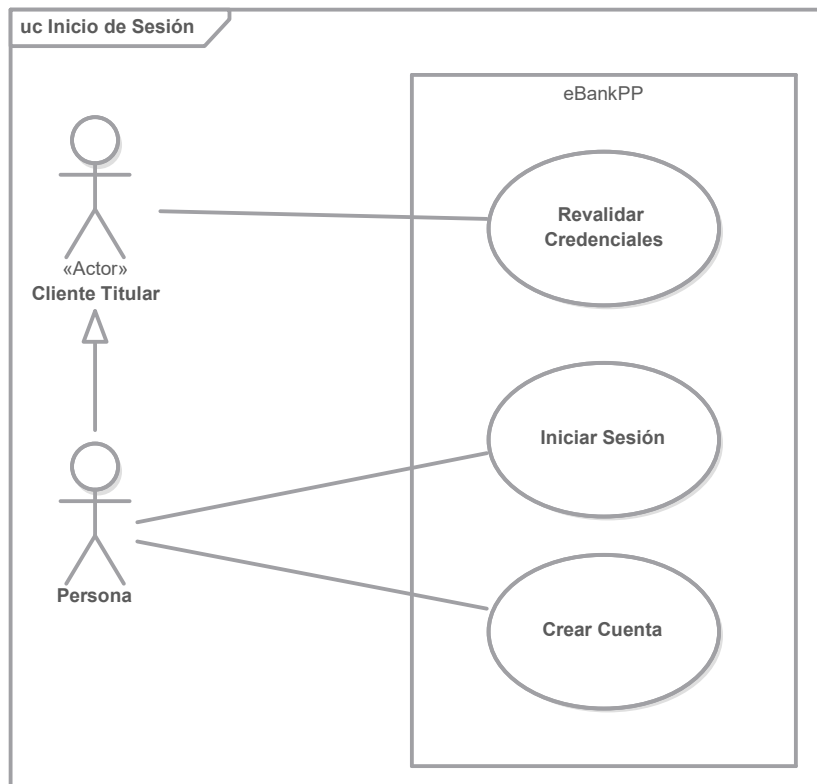 uc Inicio de Sesión
eBankPP
Revalidar
Credenciales
«Actor»
Cliente Titular
Iniciar Sesión
Persona
Crear Cuenta